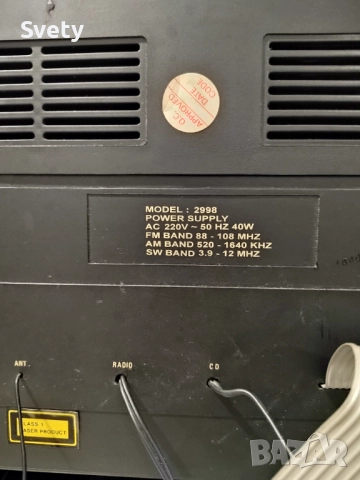 Svety
Q.C.
APPROVED
DATE
CODE
MODEL : 2998
POWER SUPPLY
AC 220V ~ 50 HZ 40W
FM BAND 88 - 108 MHZ
AM BAND 520 - 1640 KHZ
SW BAND 3.9 - 12 MHZ
ANT.
RADIO
CD
CLASS 1
LASER PRODUCT
BAZAR
bg